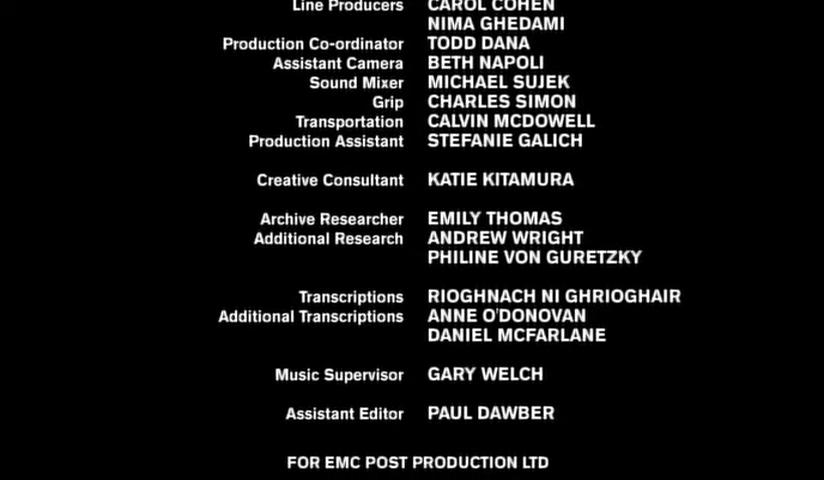 Line Producers CAROL COHEN
NIMA GHEDAMI
Production Co-ordinator TODD DANA
Assistant Camera BETH NAPOLI
Sound Mixer MICHAEL SUJEK
Grip CHARLES SIMON
Transportation CALVIN MCDOWELL
Production Assistant STEFANIE GALICH
Creative Consultant KATIE KITAMURA
Archive Researcher EMILY THOMAS
Additional Research ANDREW WRIGHT
PHILINE VON GURETZKY
Transcriptions RIOGHNACH NI GHRIOGHAIR
Additional Transcriptions ANNE O'DONOVAN
DANIEL MCFARLANE
Music Supervisor GARY WELCH
Assistant Editor PAUL DAWBER
FOR EMC POST PRODUCTION LTD